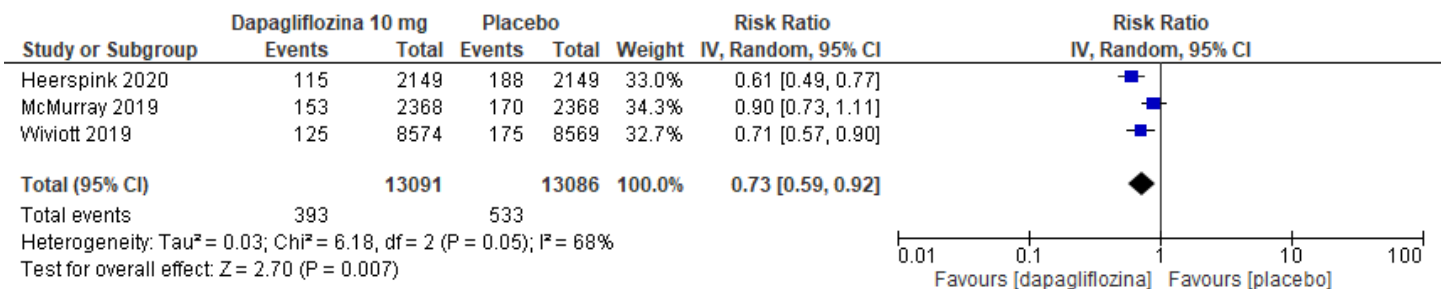 Dapagliflozina 10 mg Placebo Risk Ratio Risk Ratio
Study or Subgroup Events Total Events Total Weight IV, Random, 95% CI IV, Random, 95% CI
Heerspink 2020 115 2149 188 2149 33.0% 0.61 [0.49, 0.77]
McMurray 2019 153 2368 170 2368 34.3% 0.90 [0.73, 1.11]
Wiviott 2019 125 8574 175 8569 32.7% 0.71 [0.57, 0.90]
Total (95% CI) 13091 13086 100.0% 0.73 [0.59, 0.92]
Total events 393 533
Heterogeneity: Tau² = 0.03; Chi² = 6.18, df = 2 (P = 0.05); I² = 68%
Test for overall effect: Z = 2.70 (P = 0.007)
0.01 0.1 1 10 100
Favours [dapagliflozina] Favours [placebo]